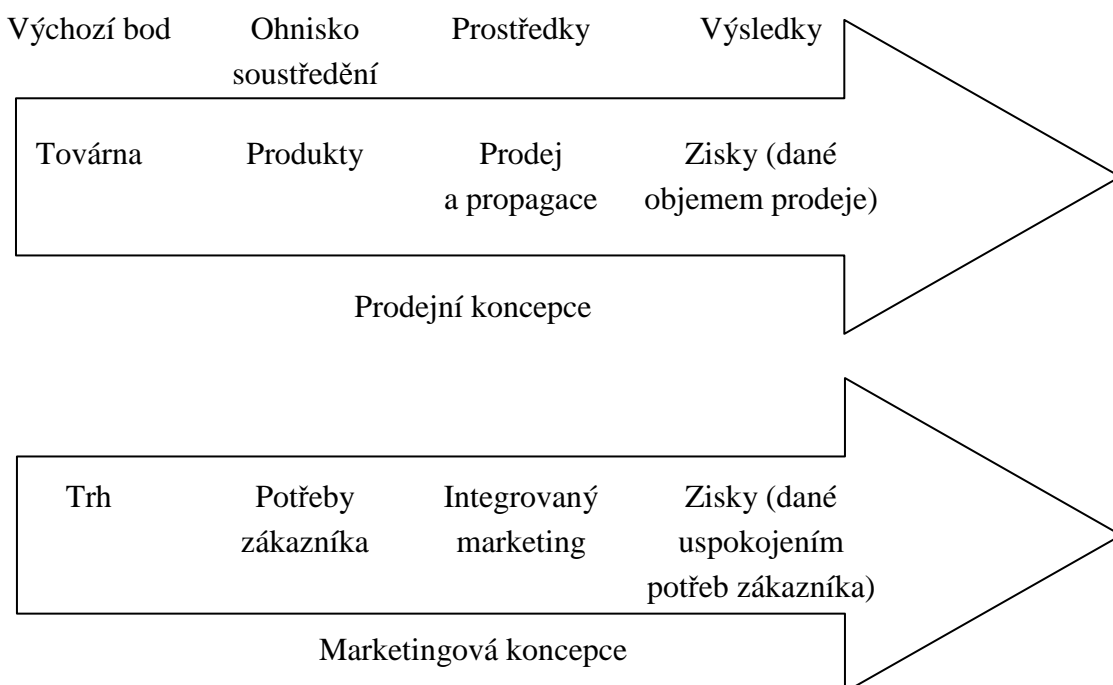 Výchozí bod Ohnisko Prostředky Výsledky
soustředění
Továrna Produkty Prodej Zisky (dané
a propagace objemem prodeje)
Prodejní koncepce
Trh Potřeby Integrovaný Zisky (dané
zákazníka marketing uspokojením
potřeb zákazníka)
Marketingová koncepce